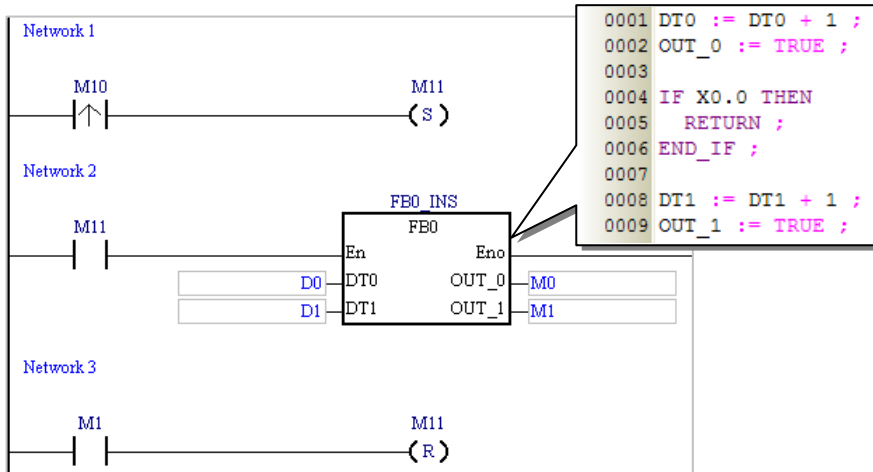 Network 1
M10
M11
( S )
Network 2
M11
FB0_INS
FB0
En
Eno
D0
DT0
OUT_0
M0
D1
DT1
OUT_1
M1
Network 3
M1
M11
( R )
0001 DT0 := DT0 + 1 ;
0002 OUT_0 := TRUE ;
0003
0004 IF X0.0 THEN
0005   RETURN ;
0006 END_IF ;
0007
0008 DT1 := DT1 + 1 ;
0009 OUT_1 := TRUE ;